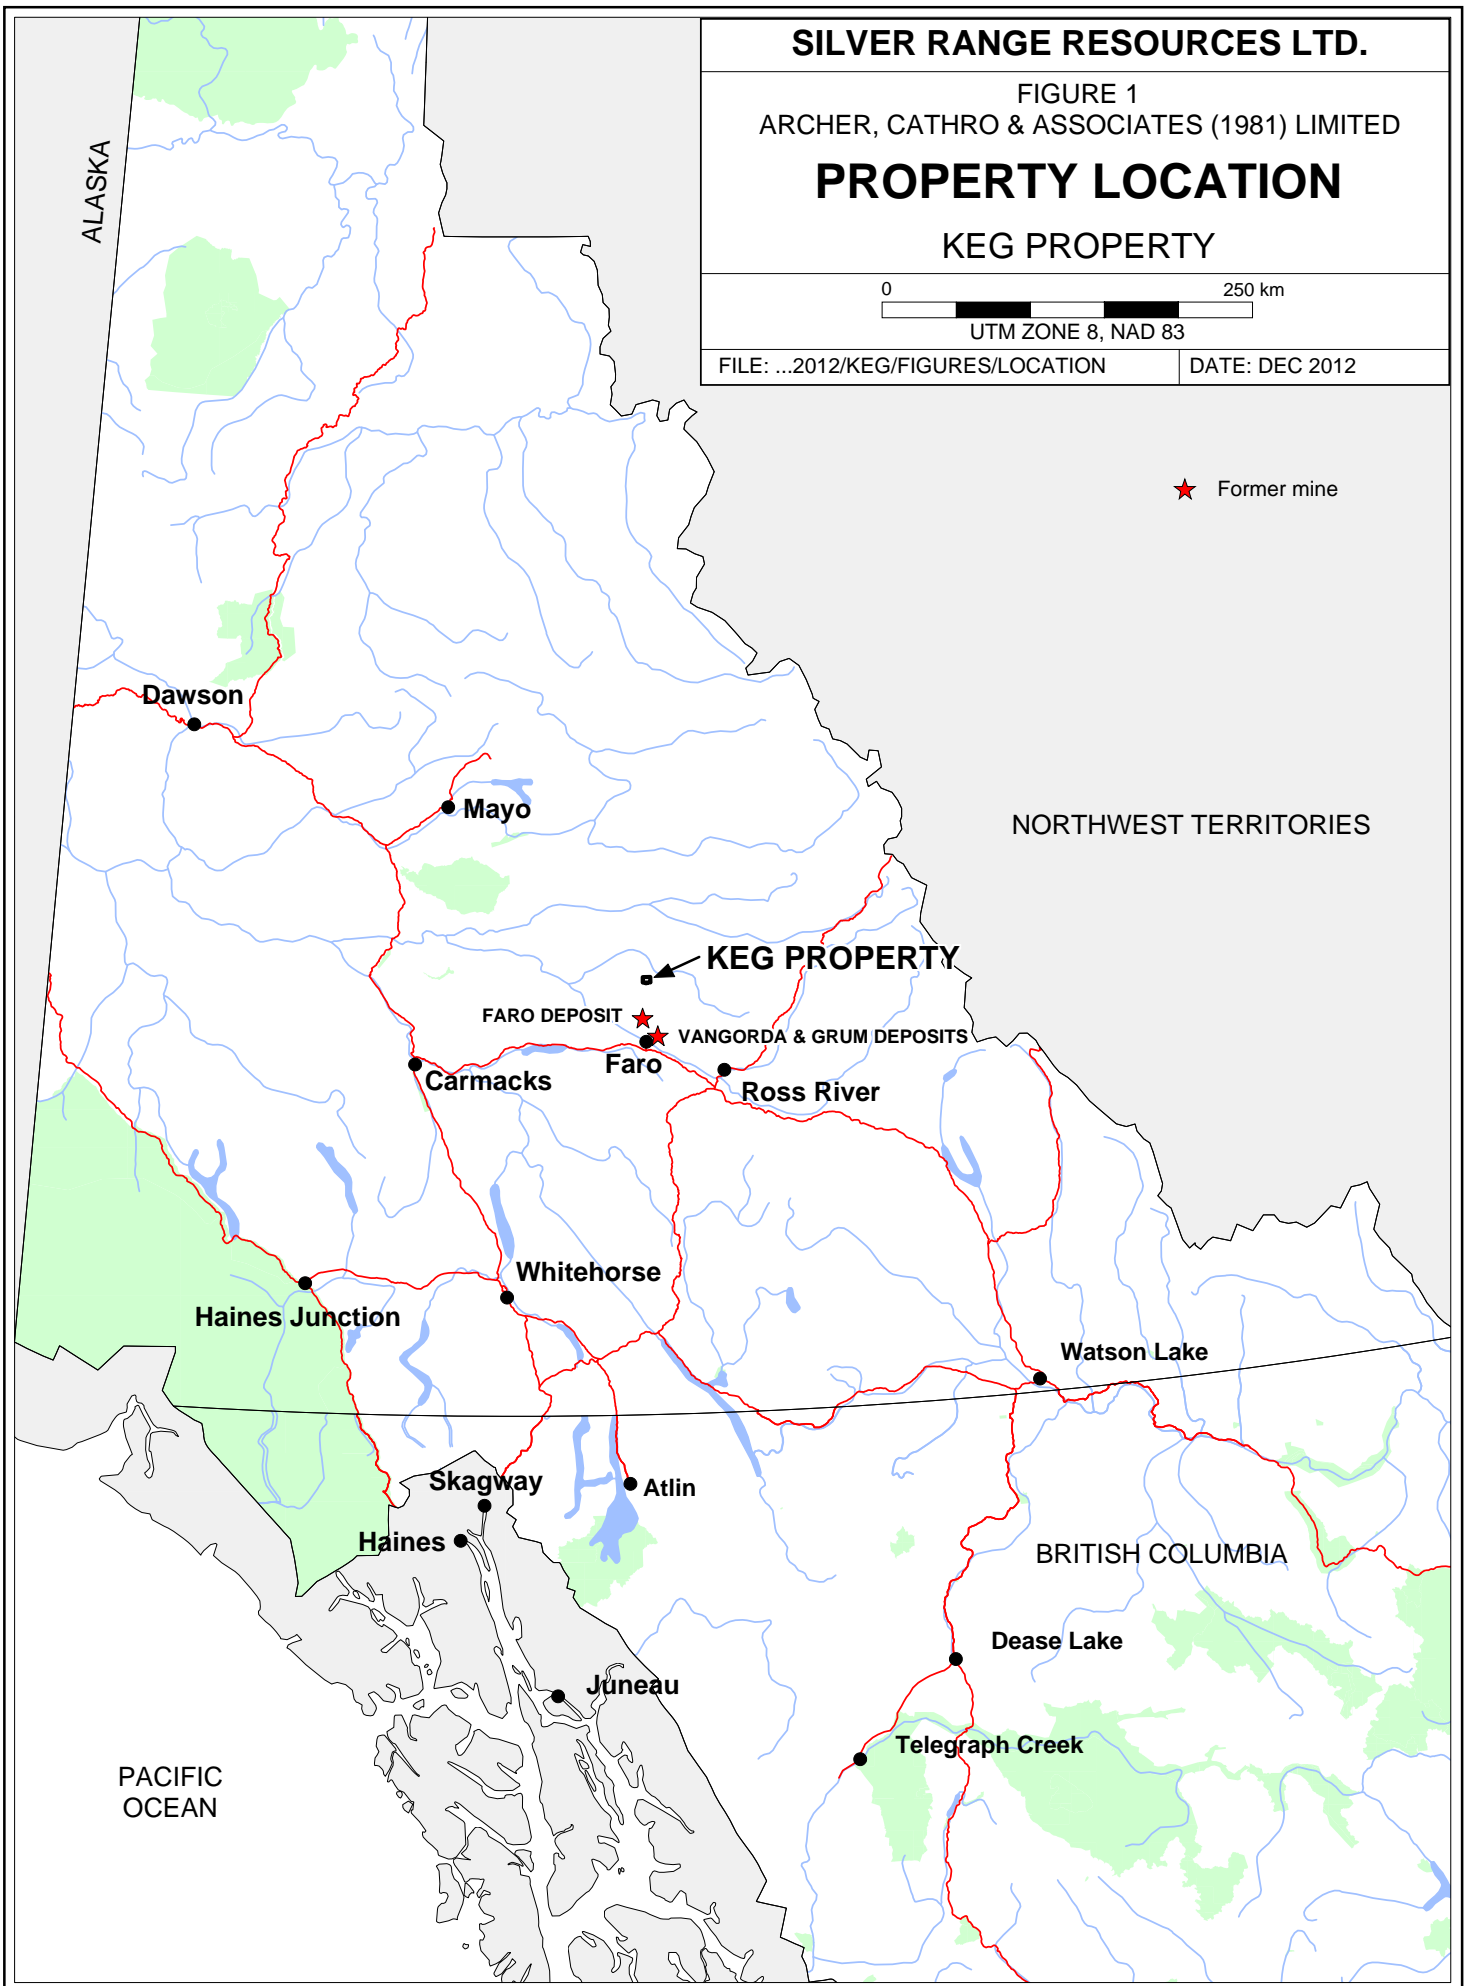 SILVER RANGE RESOURCES LTD.
FIGURE 1
ARCHER, CATHRO & ASSOCIATES (1981) LIMITED
PROPERTY LOCATION
KEG PROPERTY
0 250 km
UTM ZONE 8, NAD 83
FILE: ...2012/KEG/FIGURES/LOCATION DATE: DEC 2012
ALASKA
Former mine
Dawson
Mayo
NORTHWEST TERRITORIES
KEG PROPERTY
FARO DEPOSIT
VANGORDA & GRUM DEPOSITS
Faro
Carmacks
Ross River
Whitehorse
Haines Junction
Watson Lake
Skagway
Atlin
Haines
BRITISH COLUMBIA
Dease Lake
Juneau
Telegraph Creek
PACIFIC
OCEAN